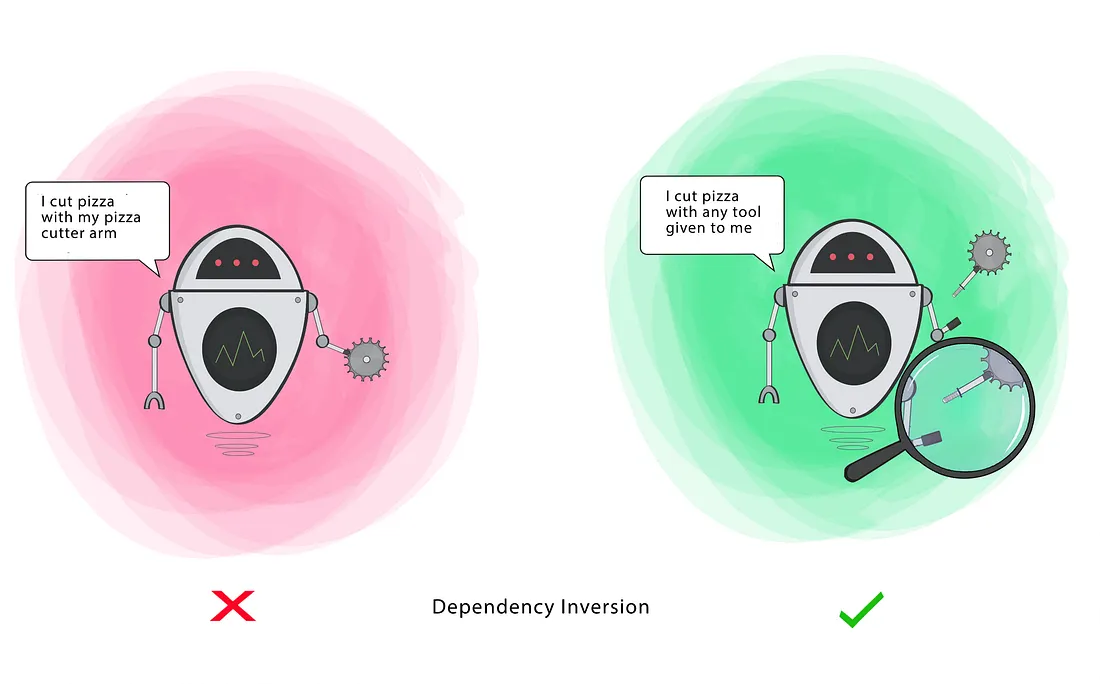 I cut pizza
with my pizza
cutter arm
I cut pizza
with any tool
given to me
Dependency Inversion